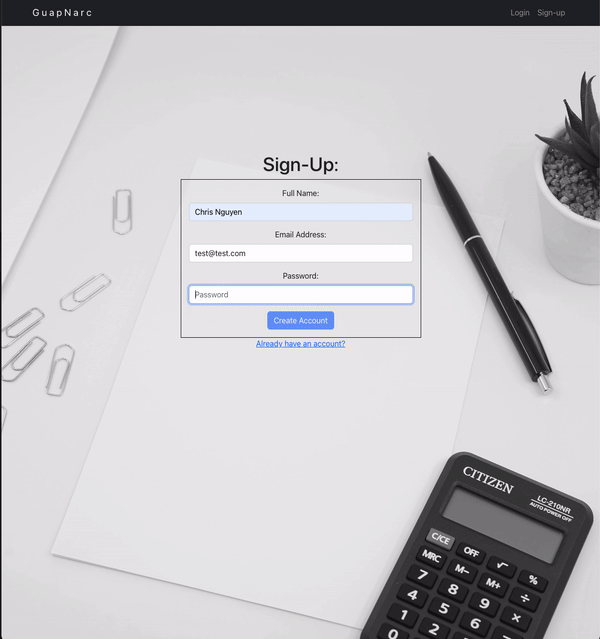 GuapNarc
Login Sign-up
Sign-Up:
Full Name:
Chris Nguyen
Email Address:
test@test.com
Password:
Password
Create Account
Already have an account?
CITIZEN
LC-210NR
AUTO POWER OFF
C/CE OFF √ %
MRC M− M+ ÷
7 8 9 ×
4 5 6
1 2
0